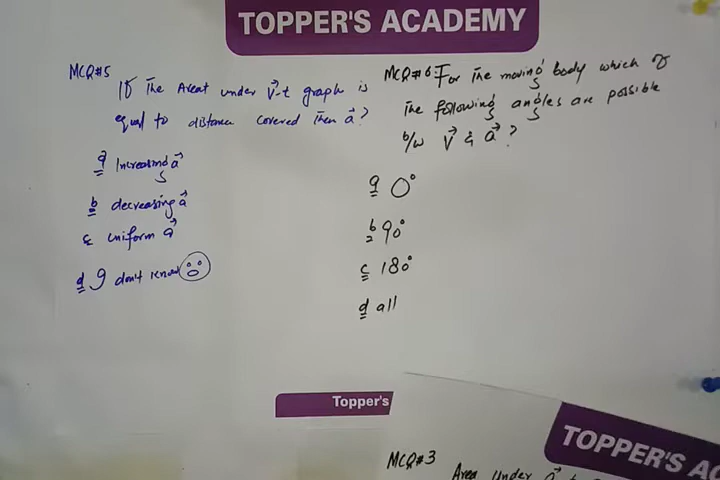 TOPPER'S ACADEMY
MCQ#5
If The Areat under v⃗-t graph is
equal to distance covered Then a⃗?
a Increasing a⃗
b decreasing a⃗
c uniform a⃗
d I don't know
MCQ#6 For The moving body which of
The following angles are possible
b/w V⃗ & a⃗?
a 0°
b 90°
c 180°
d all
Topper's
TOPPER'S AC
MCQ#3
Area Under